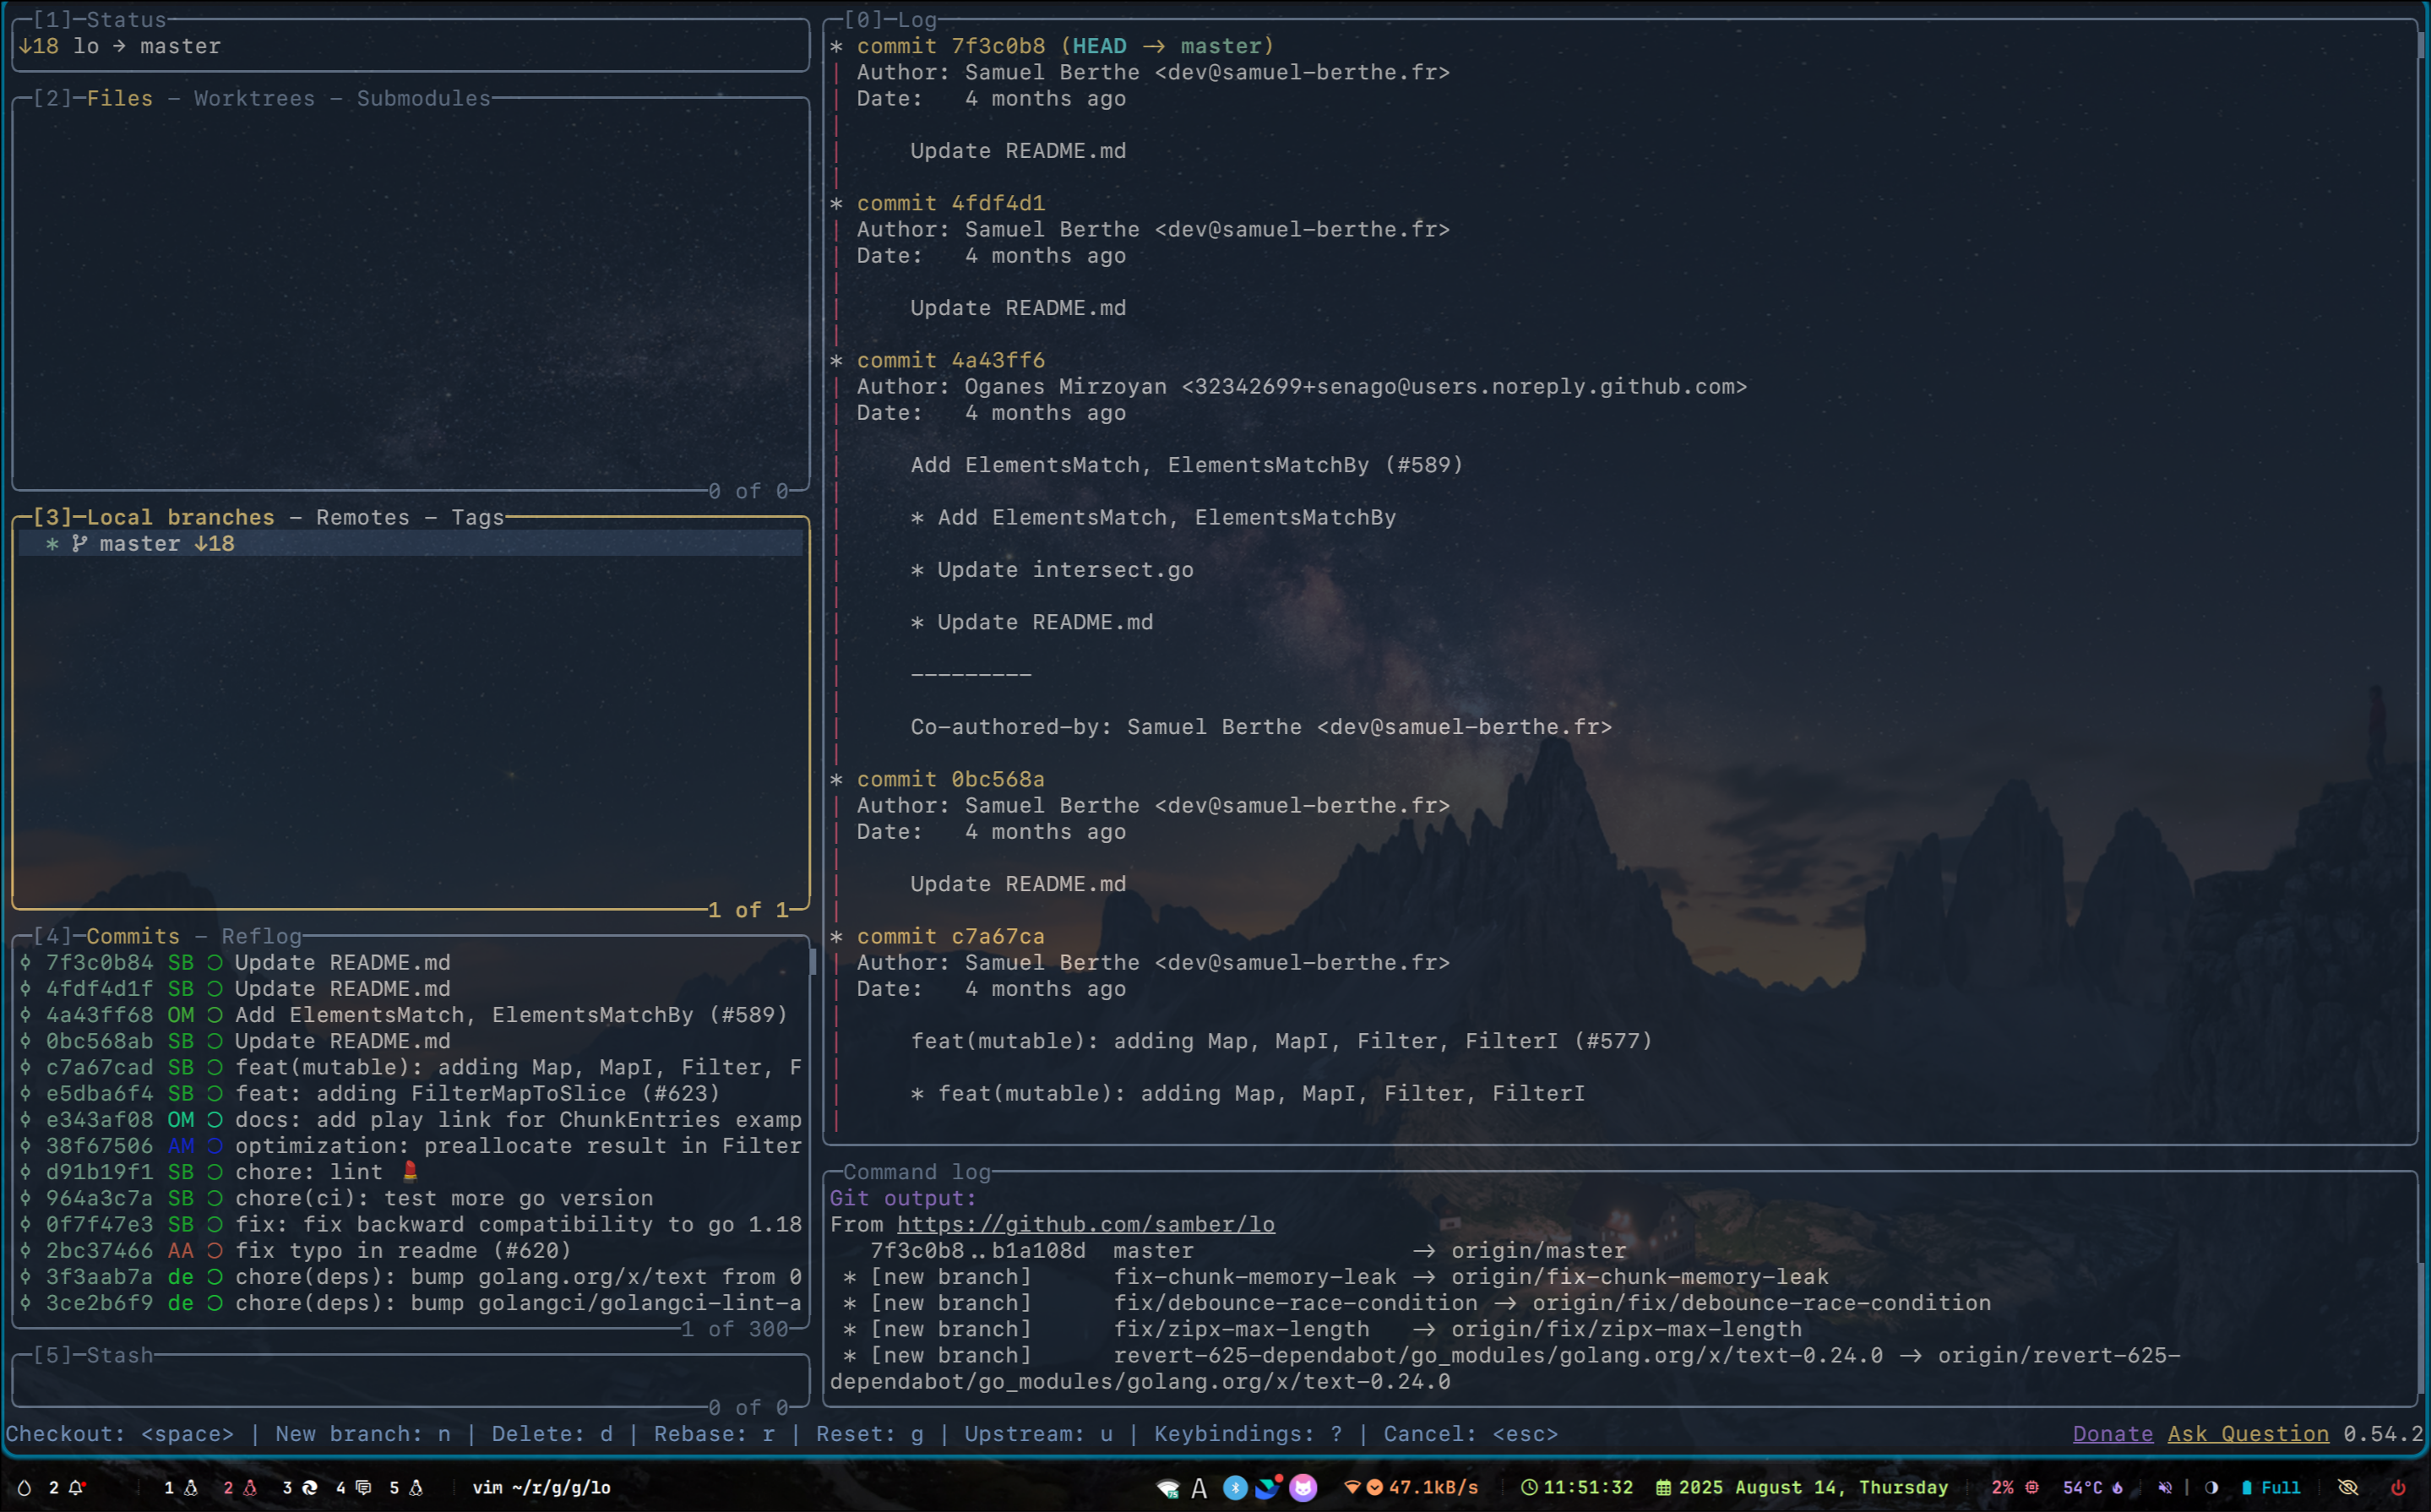 [1]─Status
↓18 lo → master
[2]─Files – Worktrees – Submodules
0 of 0
[3]─Local branches – Remotes – Tags
* master ↓18
1 of 1
[4]─Commits – Reflog
7f3c0b84 SB Update README.md
4fdf4d1f SB Update README.md
4a43ff68 OM Add ElementsMatch, ElementsMatchBy (#589)
0bc568ab SB Update README.md
c7a67cad SB feat(mutable): adding Map, MapI, Filter, F
e5dba6f4 SB feat: adding FilterMapToSlice (#623)
e343af08 OM docs: add play link for ChunkEntries examp
38f67506 AM optimization: preallocate result in Filter
d91b19f1 SB chore: lint 💄
964a3c7a SB chore(ci): test more go version
0f7f47e3 SB fix: fix backward compatibility to go 1.18
2bc37466 AA fix typo in readme (#620)
3f3aab7a de chore(deps): bump golang.org/x/text from 0
3ce2b6f9 de chore(deps): bump golangci/golangci-lint-a
1 of 300
[5]─Stash
0 of 0
[0]─Log
* commit 7f3c0b8 (HEAD → master)
Author: Samuel Berthe <dev@samuel-berthe.fr>
Date: 4 months ago
Update README.md
* commit 4fdf4d1
Author: Samuel Berthe <dev@samuel-berthe.fr>
Date: 4 months ago
Update README.md
* commit 4a43ff6
Author: Oganes Mirzoyan <32342699+senago@users.noreply.github.com>
Date: 4 months ago
Add ElementsMatch, ElementsMatchBy (#589)
* Add ElementsMatch, ElementsMatchBy
* Update intersect.go
* Update README.md
---------
Co-authored-by: Samuel Berthe <dev@samuel-berthe.fr>
* commit 0bc568a
Author: Samuel Berthe <dev@samuel-berthe.fr>
Date: 4 months ago
Update README.md
* commit c7a67ca
Author: Samuel Berthe <dev@samuel-berthe.fr>
Date: 4 months ago
feat(mutable): adding Map, MapI, Filter, FilterI (#577)
* feat(mutable): adding Map, MapI, Filter, FilterI
Command log
Git output:
From https://github.com/samber/lo
7f3c0b8..b1a108d master → origin/master
* [new branch] fix-chunk-memory-leak → origin/fix-chunk-memory-leak
* [new branch] fix/debounce-race-condition → origin/fix/debounce-race-condition
* [new branch] fix/zipx-max-length → origin/fix/zipx-max-length
* [new branch] revert-625-dependabot/go_modules/golang.org/x/text-0.24.0 → origin/revert-625-
dependabot/go_modules/golang.org/x/text-0.24.0
Checkout: <space> | New branch: n | Delete: d | Rebase: r | Reset: g | Upstream: u | Keybindings: ? | Cancel: <esc> Donate Ask Question 0.54.2
2 1 2 3 4 5 vim ~/r/g/g/lo A 47.1kB/s 11:51:32 2025 August 14, Thursday 2% 54°C Full